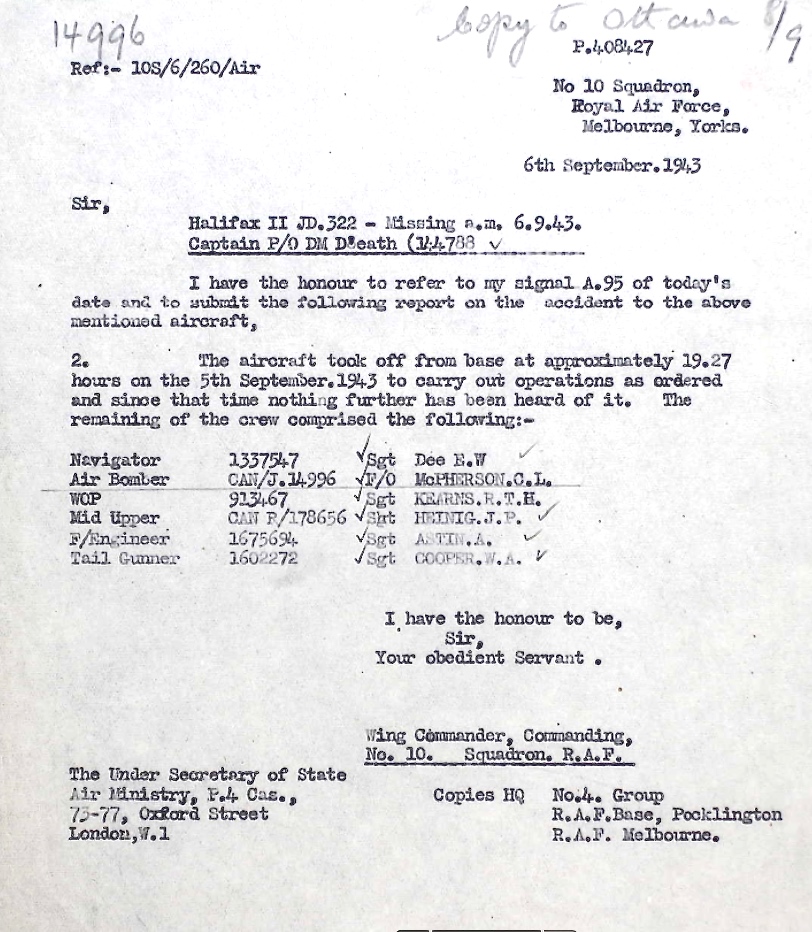 14996
Copy to Ottawa 8/9
P.408427
Ref:- 10S/6/260/Air
No 10 Squadron,
Royal Air Force,
Melbourne, Yorks.
6th September.1943
Sir,
Halifax II JD.322 - Missing a.m. 6.9.43.
Captain P/O DM D'eath (144788 ✓
I have the honour to refer to my signal A.95 of today's
date and to submit the following report on the accident to the above
mentioned aircraft,
2. The aircraft took off from base at approximately 19.27
hours on the 5th September.1943 to carry out operations as ordered
and since that time nothing further has been heard of it. The
remaining of the crew comprised the following:-
Navigator 1337547 ✓Sgt Dee E.W ✓
Air Bomber CAN/J.14996 ✓F/O McPHERSON.C.L.
WOP 913467 ✓Sgt KEARNS.R.T.H.
Mid Upper CAN R/178656 ✓Sgt HEINIG.J.P. ✓
F/Engineer 1675694 ✓Sgt ASTIN.A. ✓
Tail Gunner 1602272 ✓Sgt COOPER.W.A. ✓
I have the honour to be,
Sir,
Your obedient Servant .
Wing Commander, Commanding,
No. 10. Squadron. R.A.F.
The Under Secretary of State
Air Ministry, P.4 Cas.,
73-77, Oxford Street
London,W.1
Copies HQ No.4. Group
R.A.F.Base, Pocklington
R.A.F. Melbourne.